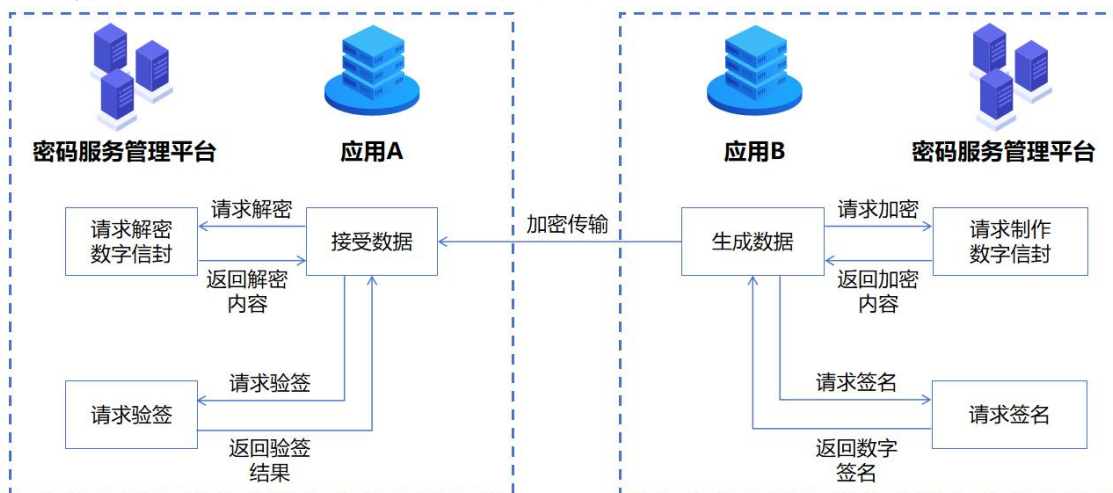 密码服务管理平台
应用A
应用B
密码服务管理平台
请求解密
数字信封
请求解密
返回解密
内容
接受数据
加密传输
生成数据
请求加密
返回加密
内容
请求制作
数字信封
请求验签
请求验签
返回验签
结果
请求签名
返回数字
签名
请求签名